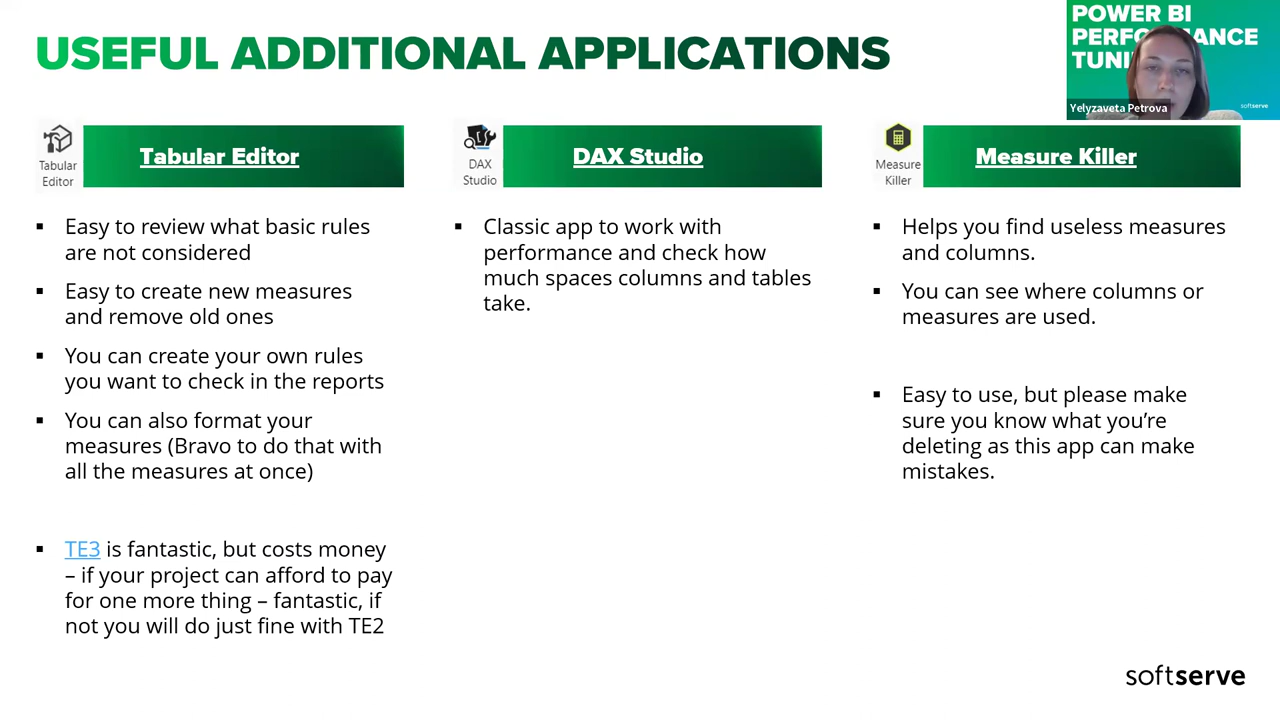 USEFUL ADDITIONAL APPLICATIONS
POWER BI
PERFORMANCE
TUNI
softserve
Yelyzaveta Petrova
Tabular
Editor
Tabular Editor
Easy to review what basic rules
are not considered
Easy to create new measures
and remove old ones
You can create your own rules
you want to check in the reports
You can also format your
measures (Bravo to do that with
all the measures at once)
TE3 is fantastic, but costs money
– if your project can afford to pay
for one more thing – fantastic, if
not you will do just fine with TE2
DAX
Studio
DAX Studio
Classic app to work with
performance and check how
much spaces columns and tables
take.
Measure
Killer
Measure Killer
Helps you find useless measures
and columns.
You can see where columns or
measures are used.
Easy to use, but please make
sure you know what you’re
deleting as this app can make
mistakes.
softserve